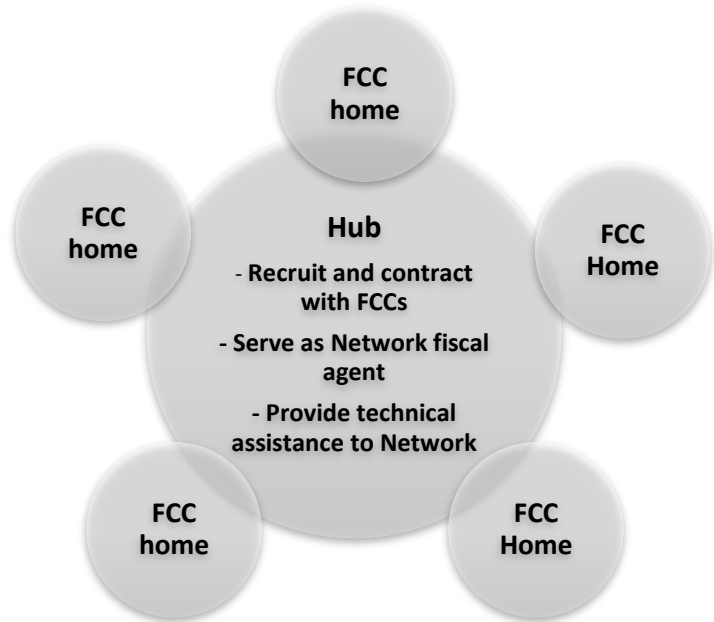 FCC
home
FCC
home
Hub
- Recruit and contract
with FCCs
- Serve as Network fiscal
agent
- Provide technical
assistance to Network
FCC
Home
FCC
home
FCC
Home